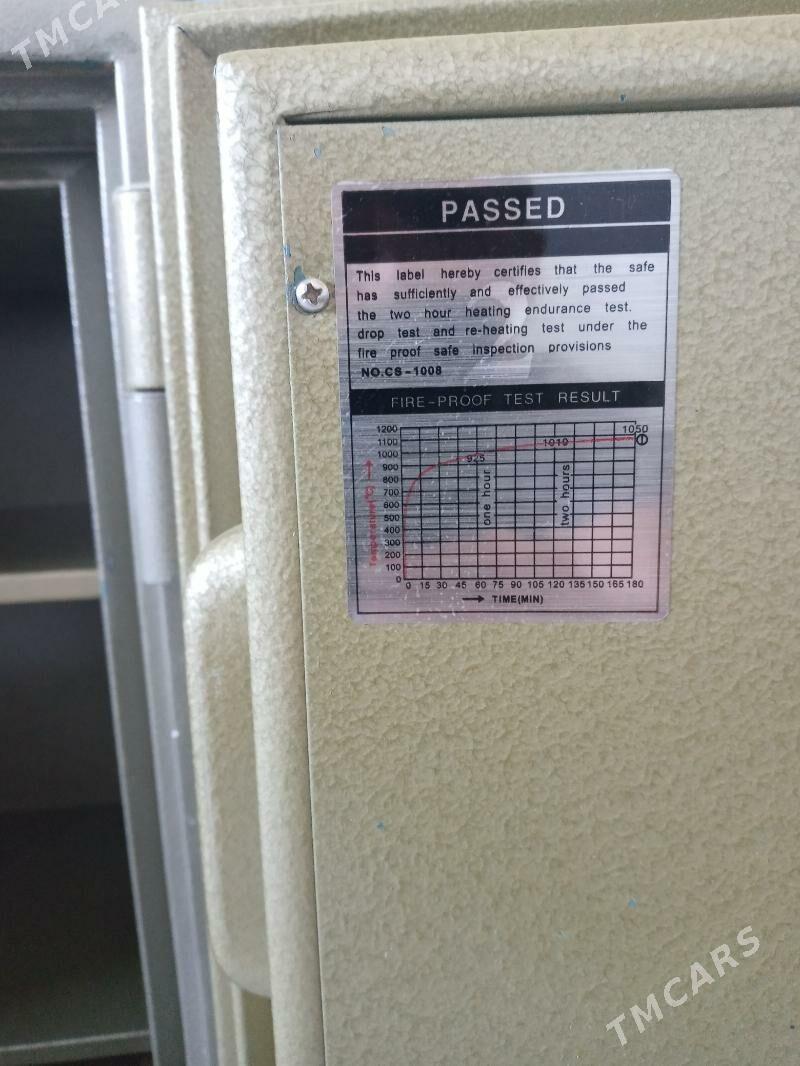 TMCARS
PASSED
This label hereby certifies that the safe
has sufficiently and effectively passed
the two hour heating endurance test.
drop test and re-heating test under the
fire proof safe inspection provisions
NO.CS-1008
FIRE-PROOF TEST RESULT
1200
1100
1000
900
800
700
600
500
400
300
200
100
0
Temperature(°C)
925
1010
1050
one hour
two hours
0 15 30 45 60 75 90 105 120 135 150 165 180
TIME(MIN)
TMCARS